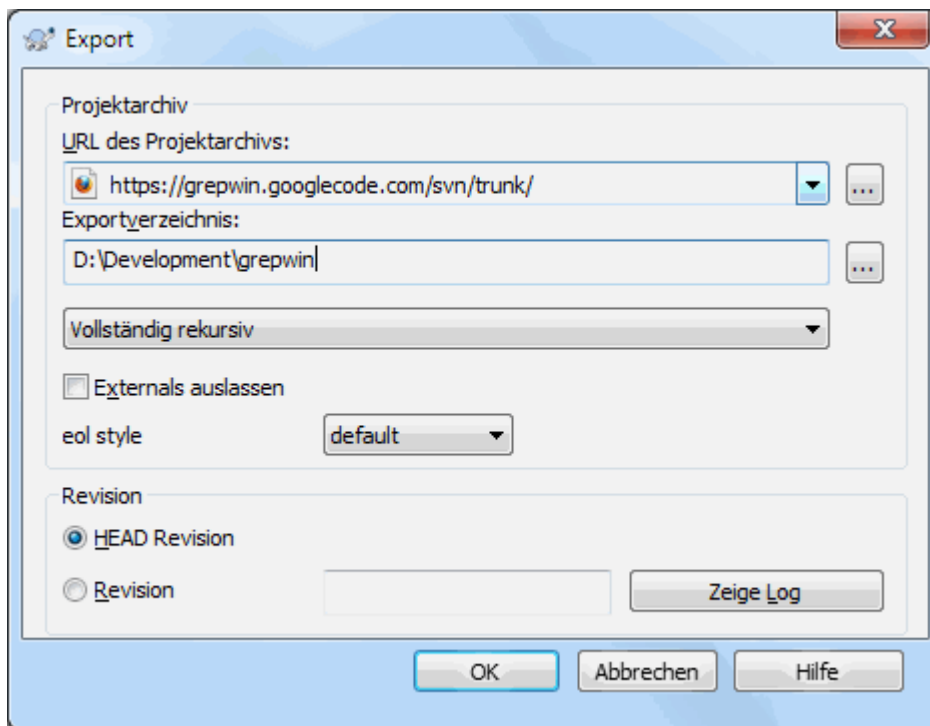 Export
Projektarchiv
URL des Projektarchivs:
https://grepwin.googlecode.com/svn/trunk/
...
Exportverzeichnis:
D:\Development\grepwin
...
Vollständig rekursiv
Externals auslassen
eol style default
Revision
HEAD Revision
Revision Zeige Log
OK Abbrechen Hilfe